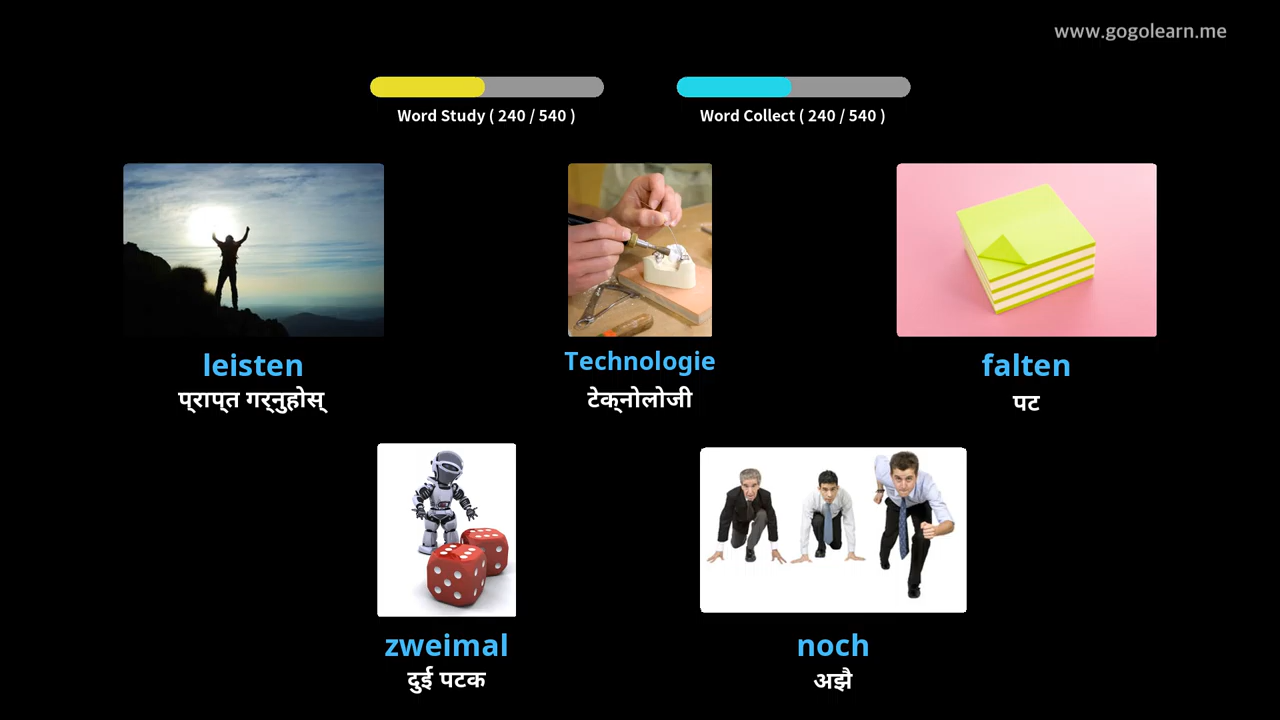 www.gogolearn.me
Word Study ( 240 / 540 )
Word Collect ( 240 / 540 )
leisten
प्राप्त गर्नुहोस्
Technologie
टेक्नोलोजी
falten
पट
zweimal
दुई पटक
noch
अझै